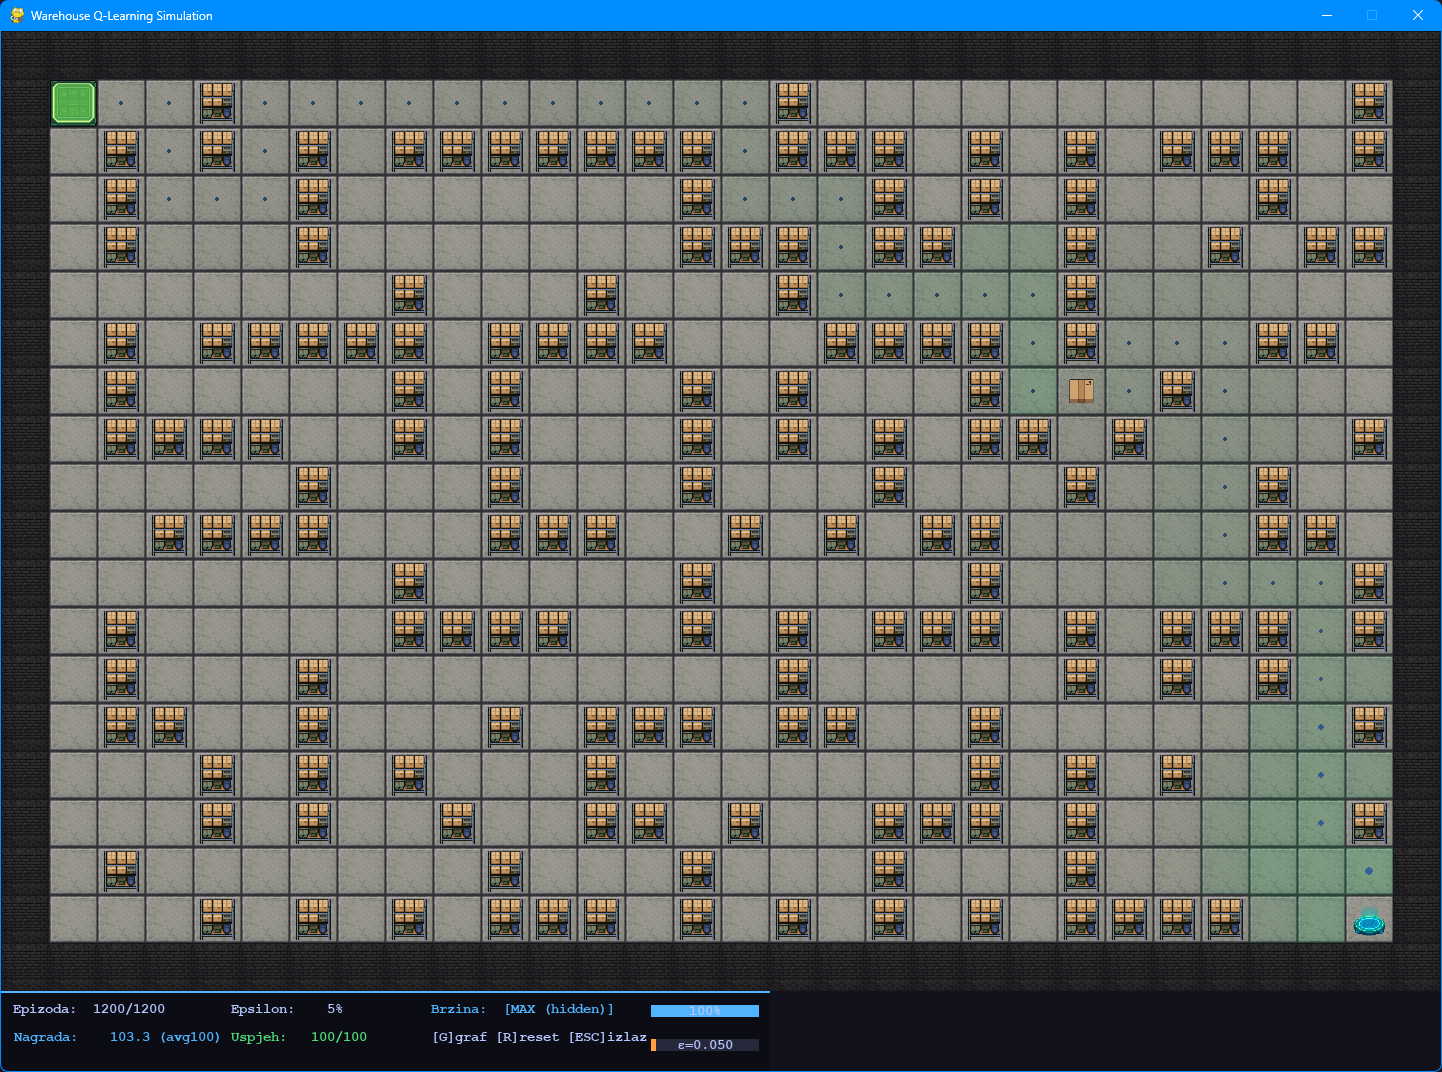 Warehouse Q-Learning Simulation
Epizoda: 1200/1200 Epsilon: 5% Brzina: [MAX (hidden)] 100%
Nagrada: 103.3 (avg100) Uspjeh: 100/100 [G]graf [R]reset [ESC]izlaz ε=0.050